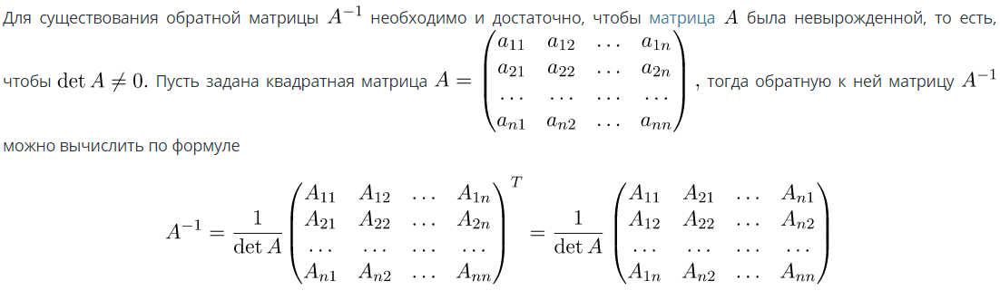 Для существования обратной матрицы $A^{-1}$ необходимо и достаточно, чтобы матрица $A$ была невырожденной, то есть,
чтобы $\det A \neq 0.$ Пусть задана квадратная матрица $A = \begin{pmatrix} a_{11} & a_{12} & \dots & a_{1n} \\ a_{21} & a_{22} & \dots & a_{2n} \\ \dots & \dots & \dots & \dots \\ a_{n1} & a_{n2} & \dots & a_{nn} \end{pmatrix},$ тогда обратную к ней матрицу $A^{-1}$
можно вычислить по формуле
$A^{-1} = \frac{1}{\det A} \begin{pmatrix} A_{11} & A_{12} & \dots & A_{1n} \\ A_{21} & A_{22} & \dots & A_{2n} \\ \dots & \dots & \dots & \dots \\ A_{n1} & A_{n2} & \dots & A_{nn} \end{pmatrix}^{T} = \frac{1}{\det A} \begin{pmatrix} A_{11} & A_{21} & \dots & A_{n1} \\ A_{12} & A_{22} & \dots & A_{n2} \\ \dots & \dots & \dots & \dots \\ A_{1n} & A_{n2} & \dots & A_{nn} \end{pmatrix}$